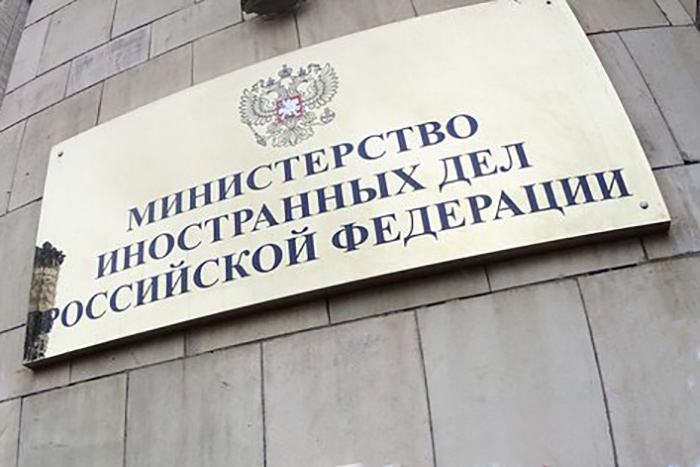 МИНИСТЕРСТВО
ИНОСТРАННЫХ ДЕЛ
РОССИЙСКОЙ ФЕДЕРАЦИИ